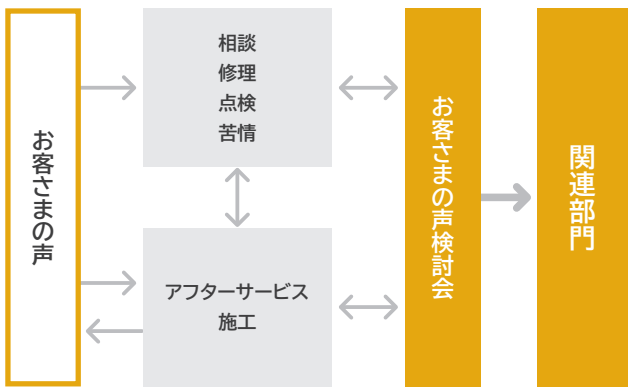 お客さまの声
相談
修理
点検
苦情
アフターサービス
施工
お客さまの声検討会
関連部門